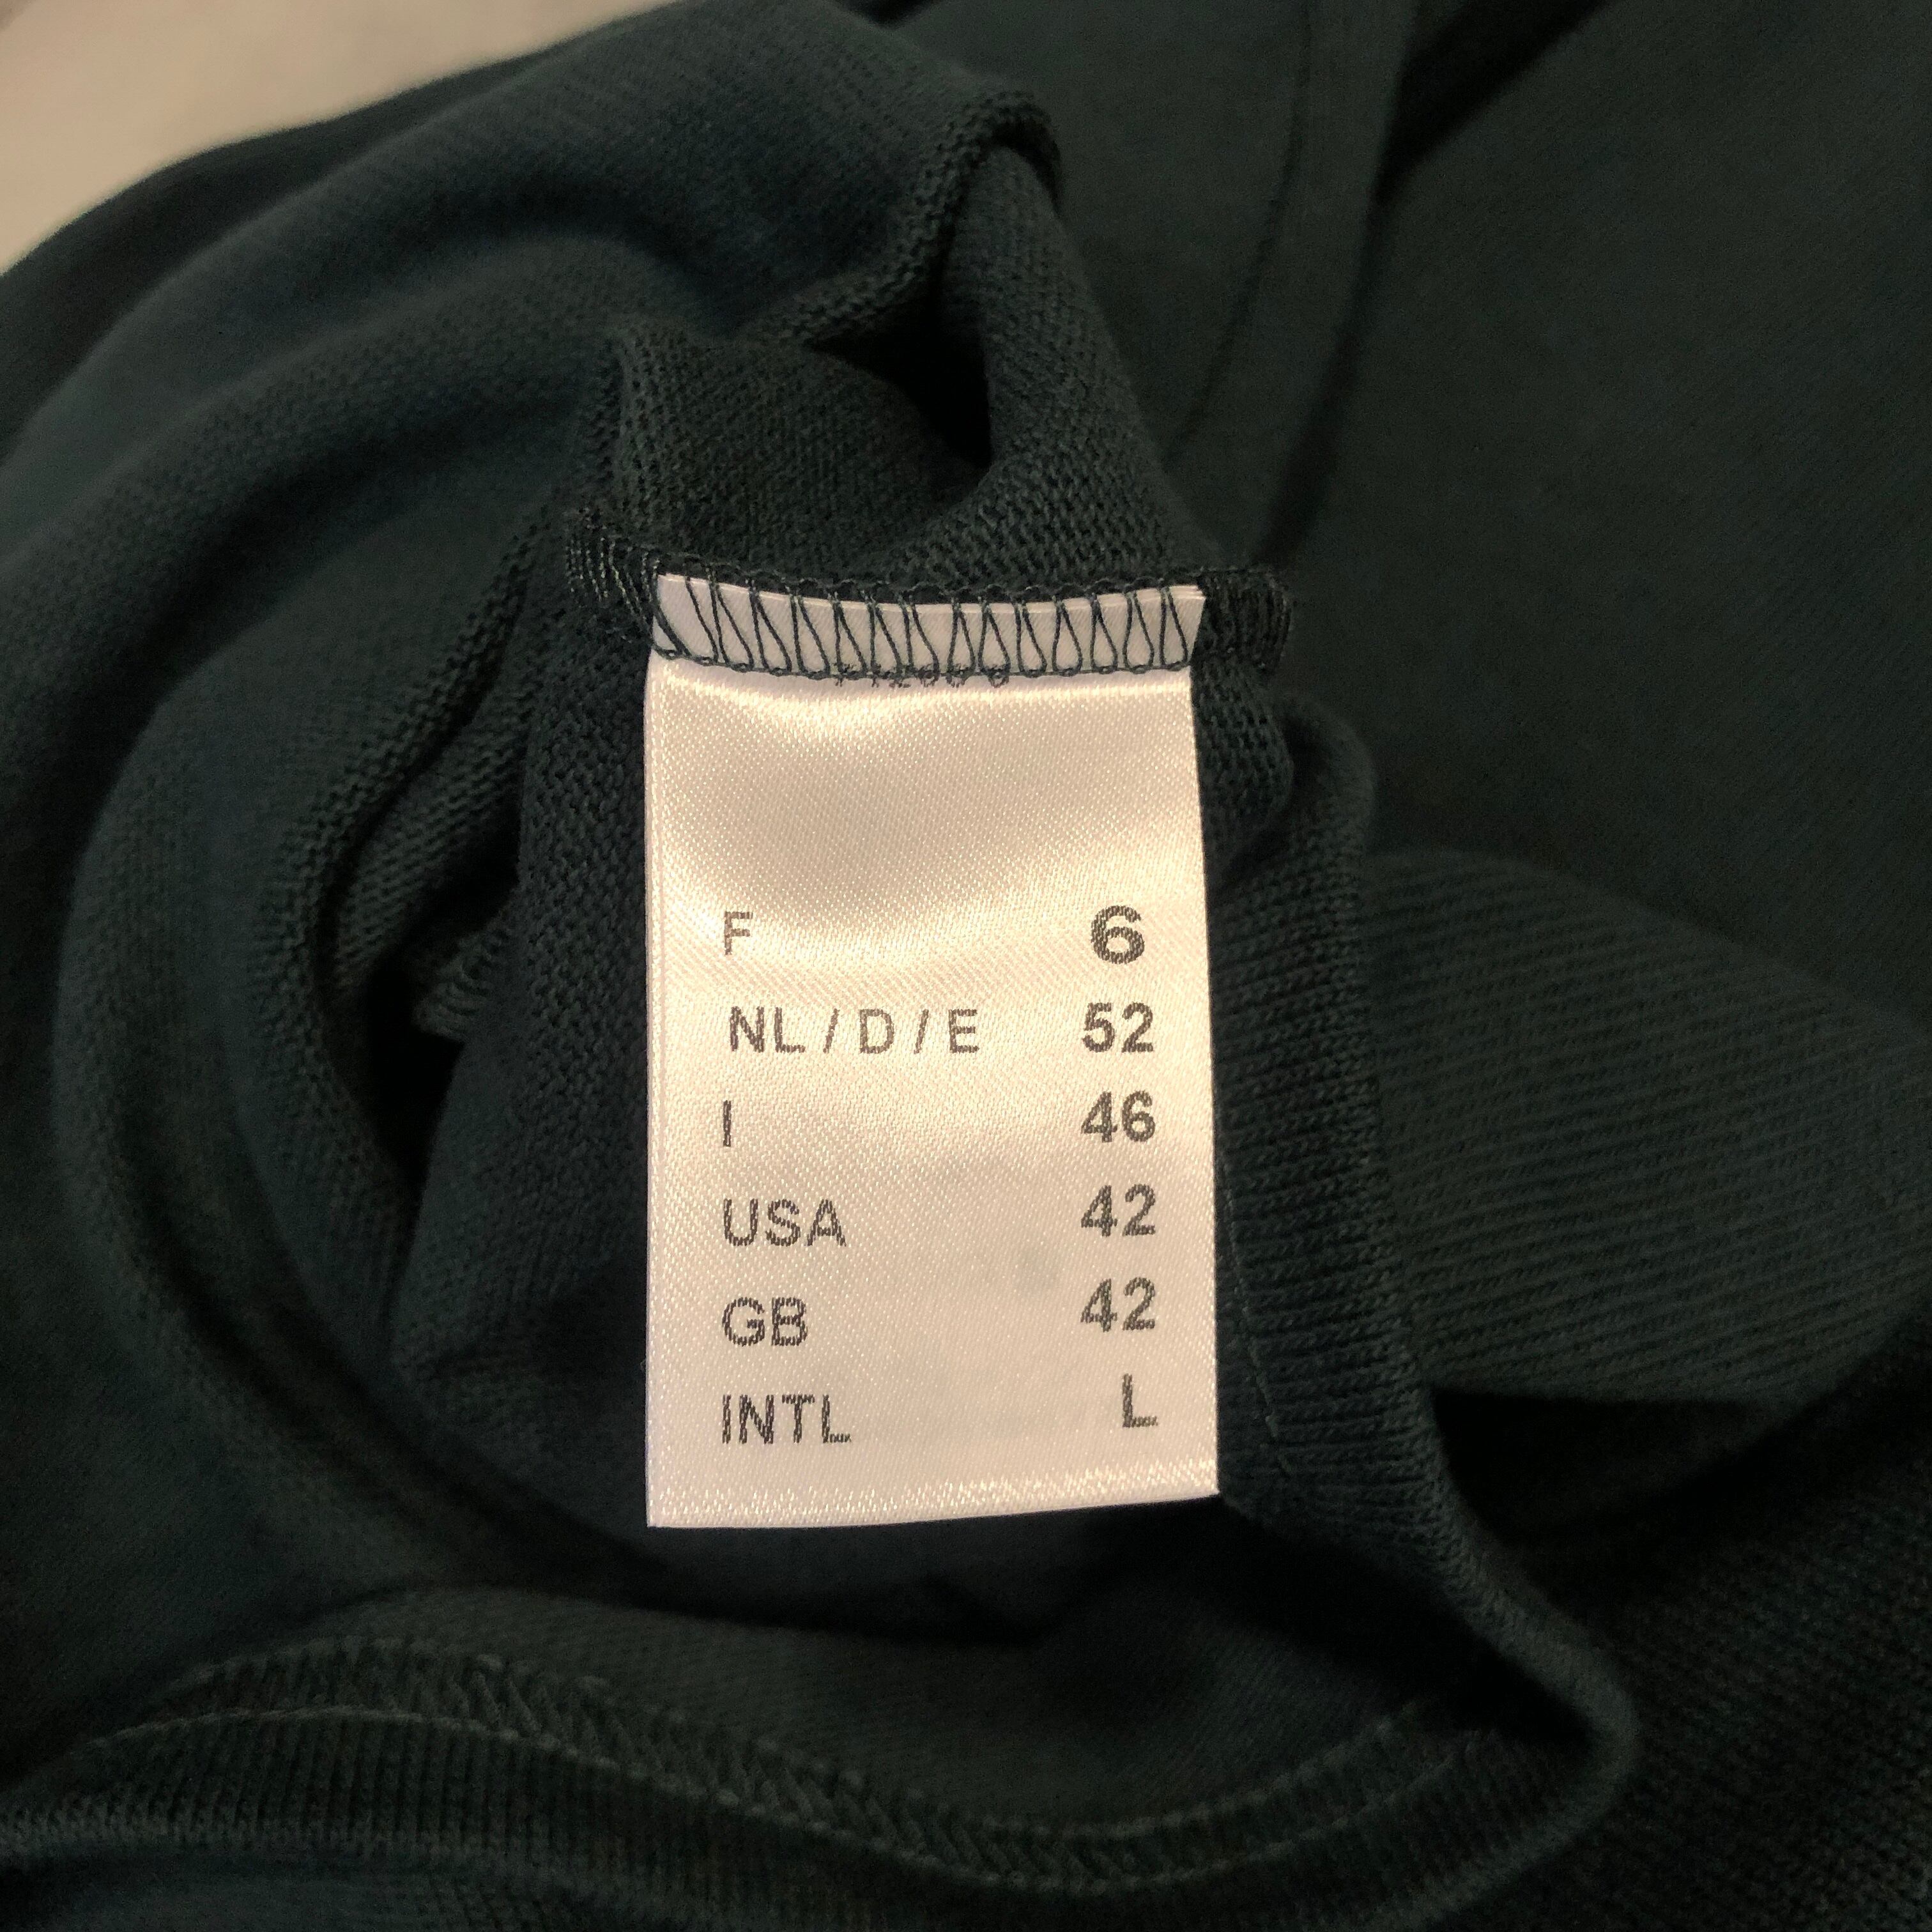 F 6
NL / D / E 52
I 46
USA 42
GB 42
INTL L